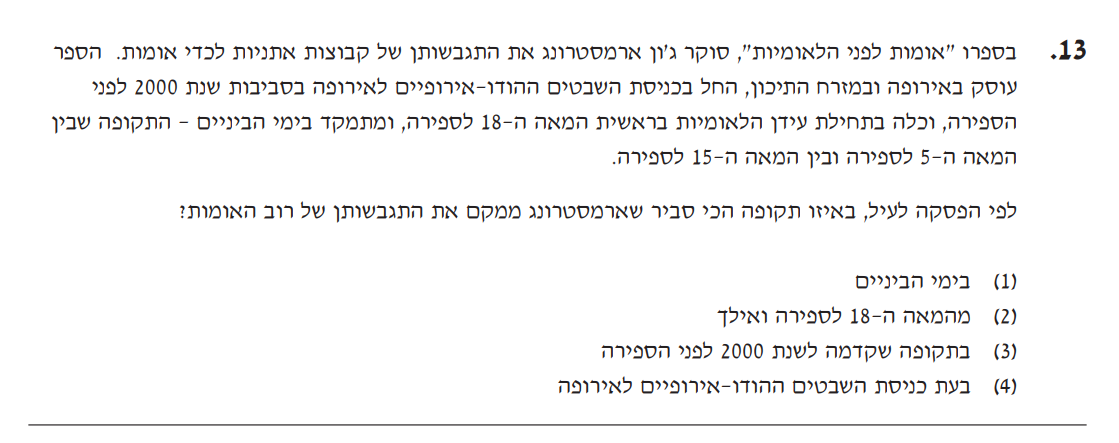 13. בספרו "אומות לפני הלאומיות", סוקר ג'ון ארמסטרונג את התגבשותן של קבוצות אתניות לכדי אומות. הספר
עוסק באירופה ובמזרח התיכון, החל בכניסת השבטים ההודו-אירופיים לאירופה בסביבות שנת 2000 לפני
הספירה, וכלה בתחילת עידן הלאומיות בראשית המאה ה-18 לספירה, ומתמקד בימי הביניים - התקופה שבין
המאה ה-5 לספירה ובין המאה ה-15 לספירה.
לפי הפסקה לעיל, באיזו תקופה הכי סביר שארמסטרונג ממקם את התגבשותן של רוב האומות?
(1) בימי הביניים
(2) מהמאה ה-18 לספירה ואילך
(3) בתקופה שקדמה לשנת 2000 לפני הספירה
(4) בעת כניסת השבטים ההודו-אירופיים לאירופה